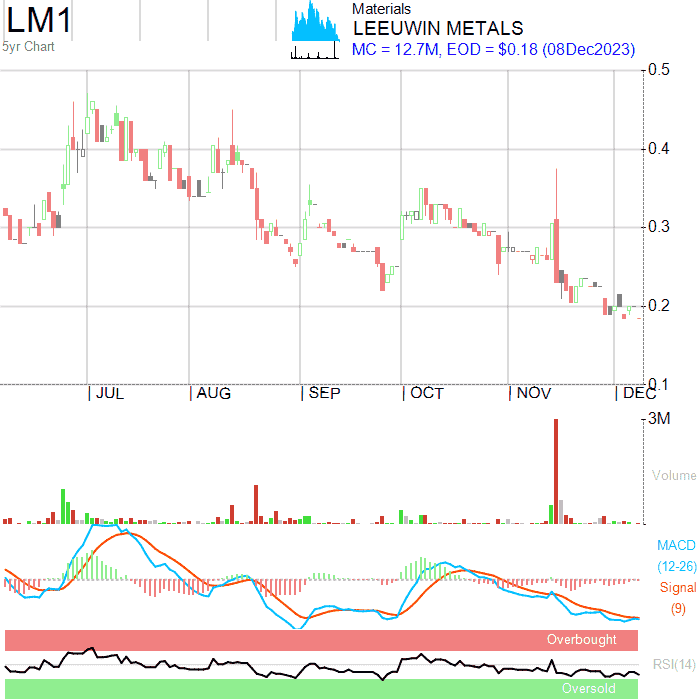 LM1
5yr Chart
Materials
LEEUWIN METALS
MC = 12.7M, EOD = $0.18 (08Dec2023)
0.5
0.4
0.3
0.2
0.1
JUL
AUG
SEP
OCT
NOV
DEC
3M
Volume
MACD
(12-26)
Signal
(9)
Overbought
RSI(14)
Oversold